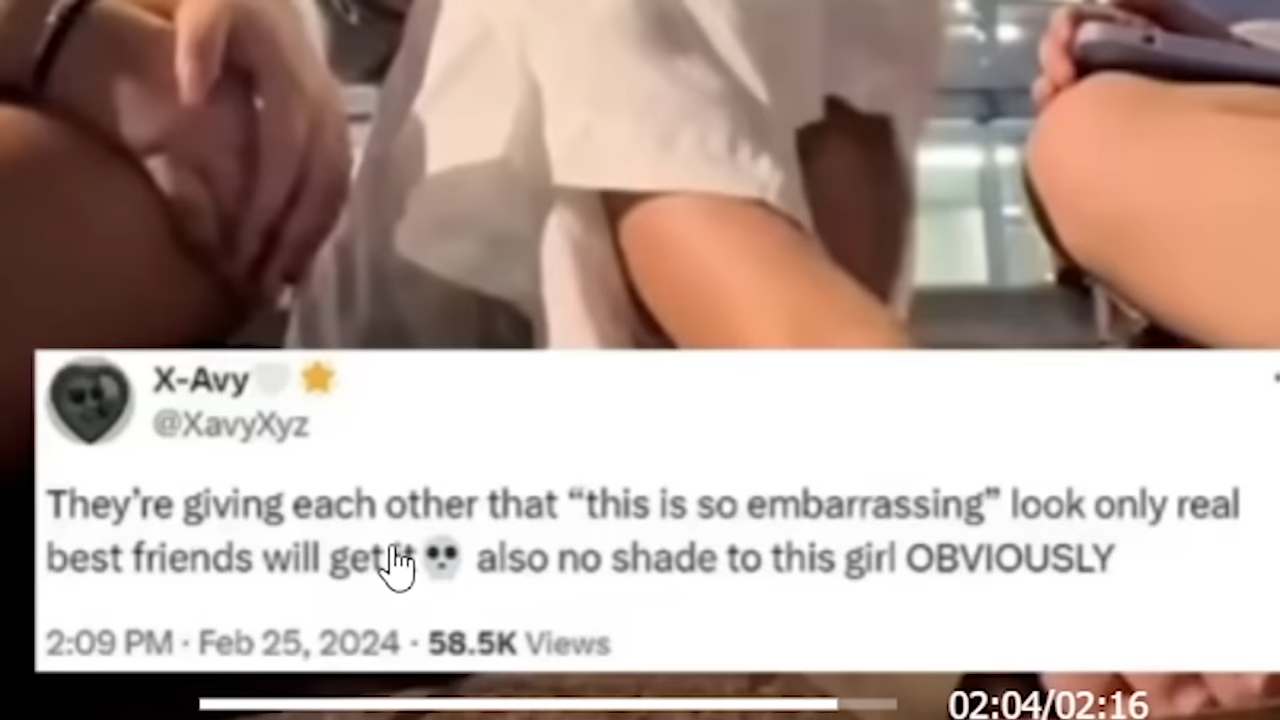 X-Avy
@XavyXyz
They’re giving each other that “this is so embarrassing” look only real
best friends will get it 💀 also no shade to this girl OBVIOUSLY
2:09 PM · Feb 25, 2024 · 58.5K Views
02:04/02:16